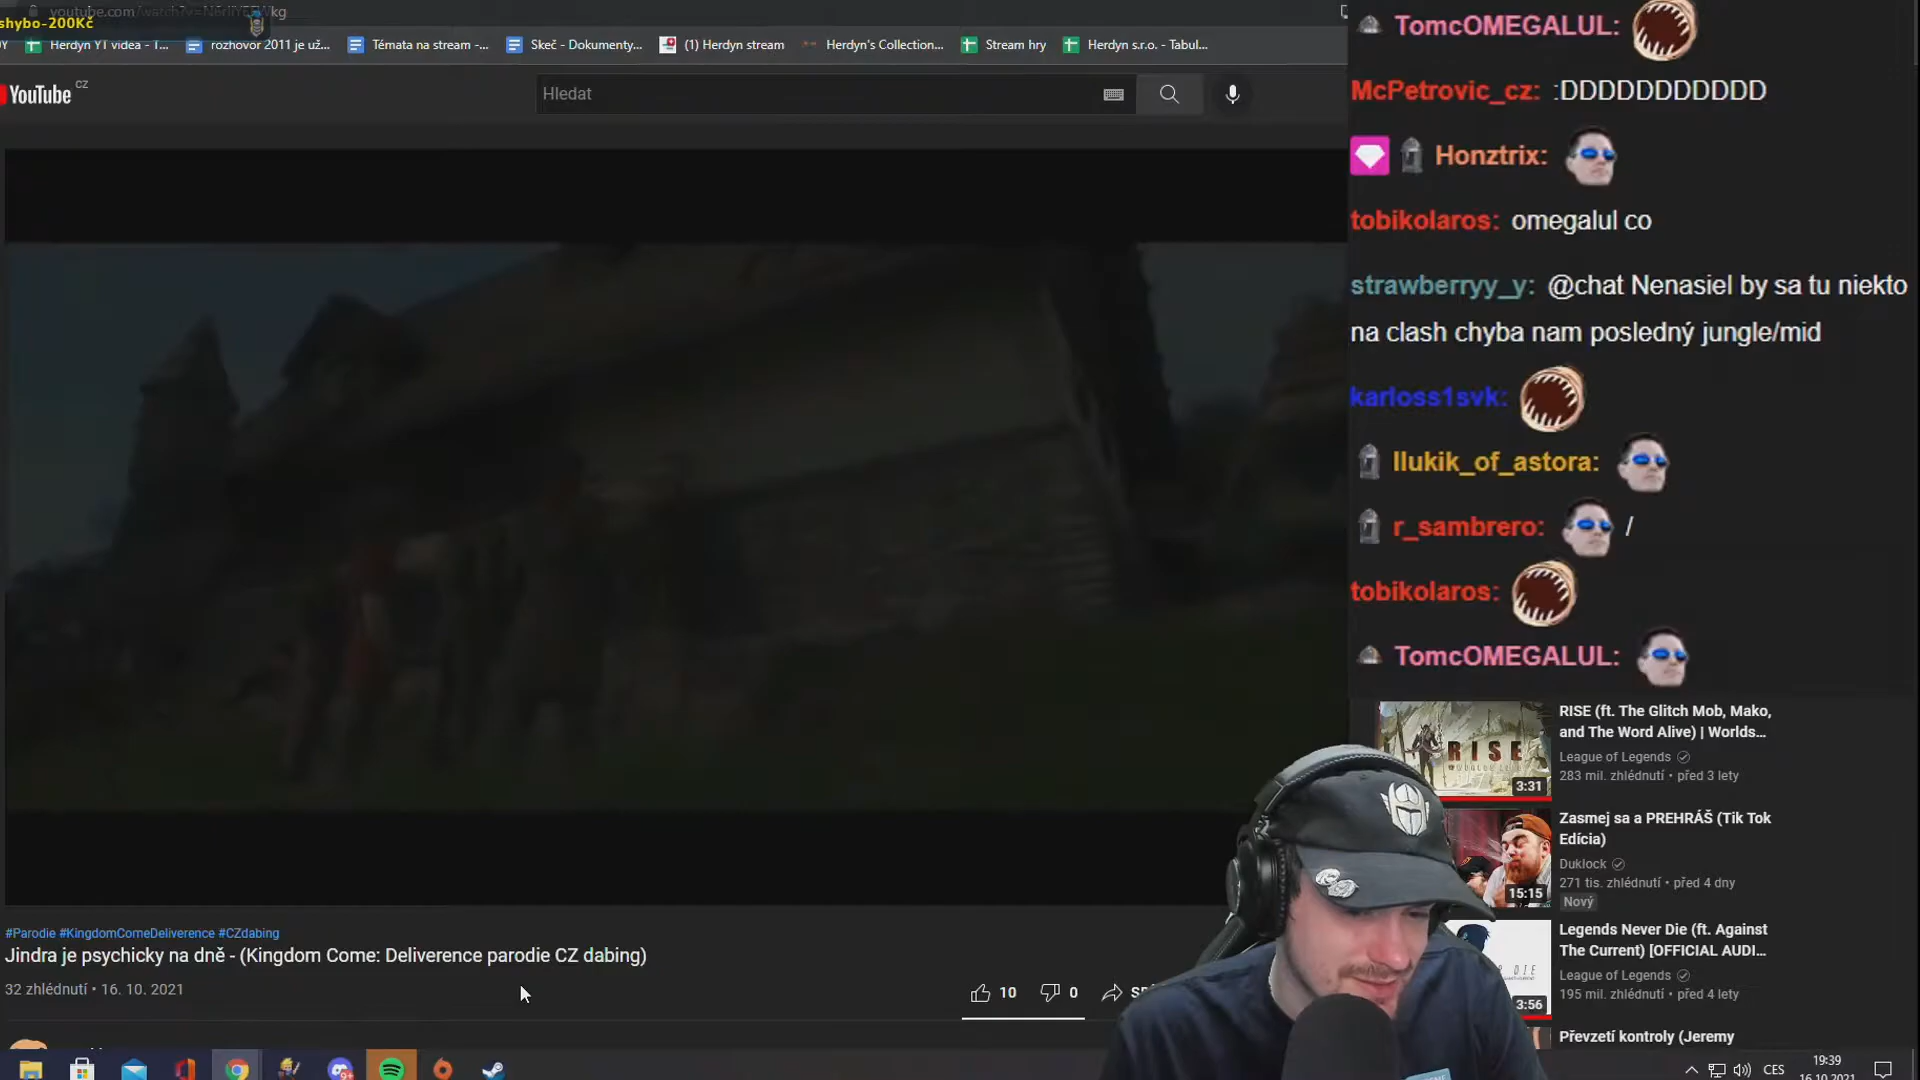 shybo-200Kč
Herdyn YT videa - T...
rozhovor 2011 je už...
Témata na stream -...
Skeč - Dokumenty...
(1) Herdyn stream
Herdyn's Collection...
Stream hry
Herdyn s.r.o. - Tabul...
YouTube CZ
Hledat
TomcOMEGALUL:
McPetrovic_cz: :DDDDDDDDDDD
Honztrix:
tobikolaros: omegalul co
strawberryy_y: @chat Nenasiel by sa tu niekto
na clash chyba nam posledný jungle/mid
karloss1svk:
llukik_of_astora:
r_sambrero: /
tobikolaros:
TomcOMEGALUL:
RISE
3:31
RISE (ft. The Glitch Mob, Mako,
and The Word Alive) | Worlds...
League of Legends
283 mil. zhlédnutí • před 3 lety
15:15
Zasmej sa a PREHRÁŠ (Tik Tok
Edícia)
Duklock
271 tis. zhlédnutí • před 4 dny
Nový
3:56
Legends Never Die (ft. Against
The Current) [OFFICIAL AUDI...
League of Legends
195 mil. zhlédnutí • před 4 lety
Převzetí kontroly (Jeremy
#Parodie #KingdomComeDeliverence #CZdabing
Jindra je psychicky na dně - (Kingdom Come: Deliverence parodie CZ dabing)
32 zhlédnutí • 16. 10. 2021
10
0
CES
19:39
16.10.2021